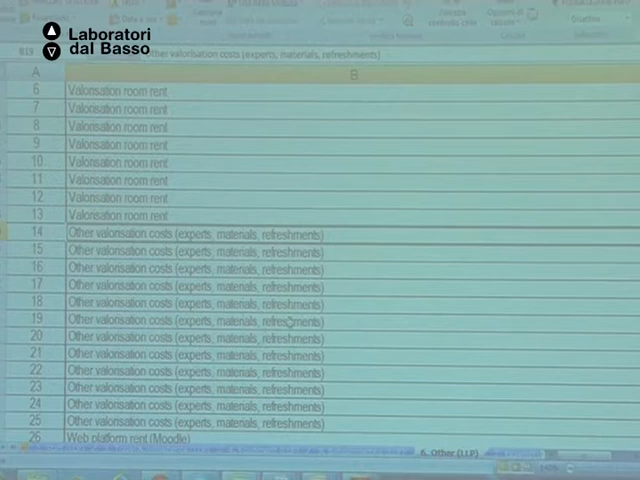 Laboratori
dal Basso
B19 Other valorisation costs (experts, materials, refreshments)
A B
6 Valorisation room rent
7 Valorisation room rent
8 Valorisation room rent
9 Valorisation room rent
10 Valorisation room rent
11 Valorisation room rent
12 Valorisation room rent
13 Valorisation room rent
14 Other valorisation costs (experts, materials, refreshments)
15 Other valorisation costs (experts, materials, refreshments)
16 Other valorisation costs (experts, materials, refreshments)
17 Other valorisation costs (experts, materials, refreshments)
18 Other valorisation costs (experts, materials, refreshments)
19 Other valorisation costs (experts, materials, refreshments)
20 Other valorisation costs (experts, materials, refreshments)
21 Other valorisation costs (experts, materials, refreshments)
22 Other valorisation costs (experts, materials, refreshments)
23 Other valorisation costs (experts, materials, refreshments)
24 Other valorisation costs (experts, materials, refreshments)
25 Other valorisation costs (experts, materials, refreshments)
26 Web platform rent (Moodle)
6. Other (LLP)